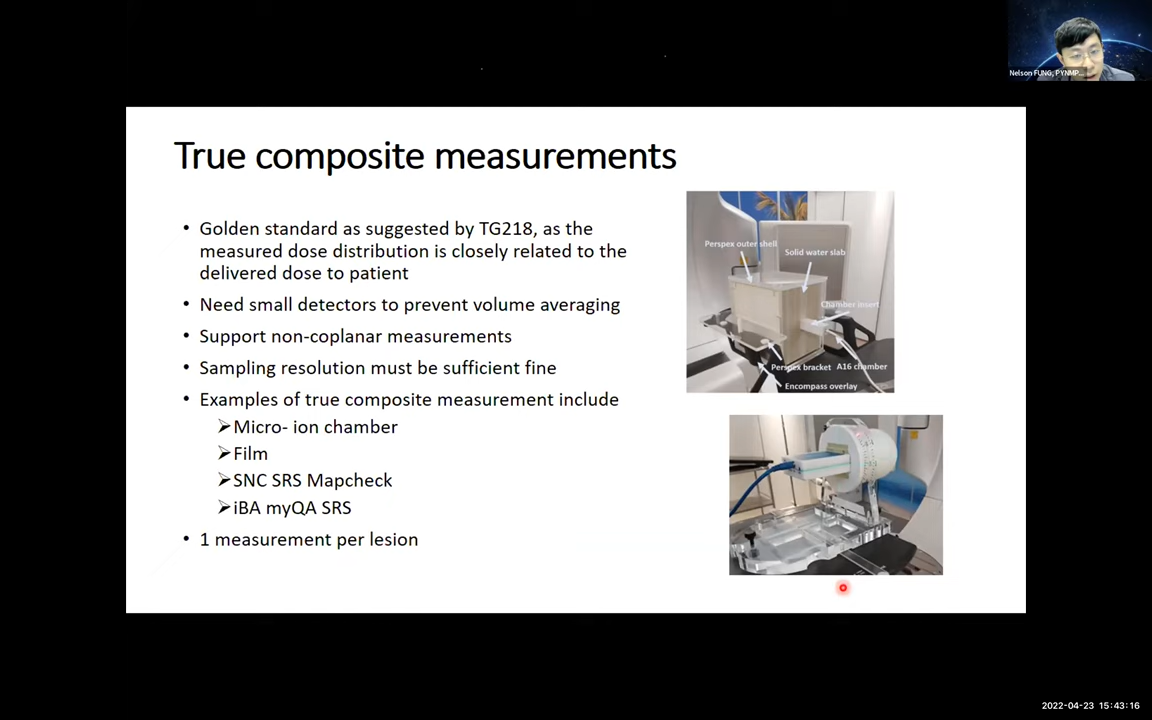 Nelson FUNG, PYNMP...
True composite measurements
• Golden standard as suggested by TG218, as the
measured dose distribution is closely related to the
delivered dose to patient
• Need small detectors to prevent volume averaging
• Support non-coplanar measurements
• Sampling resolution must be sufficient fine
• Examples of true composite measurement include
➢Micro- ion chamber
➢Film
➢SNC SRS Mapcheck
➢iBA myQA SRS
• 1 measurement per lesion
Perspex outer shell
Solid water slab
Chamber insert
Perspex bracket
A16 chamber
Encompass overlay
2022-04-23 15:43:16